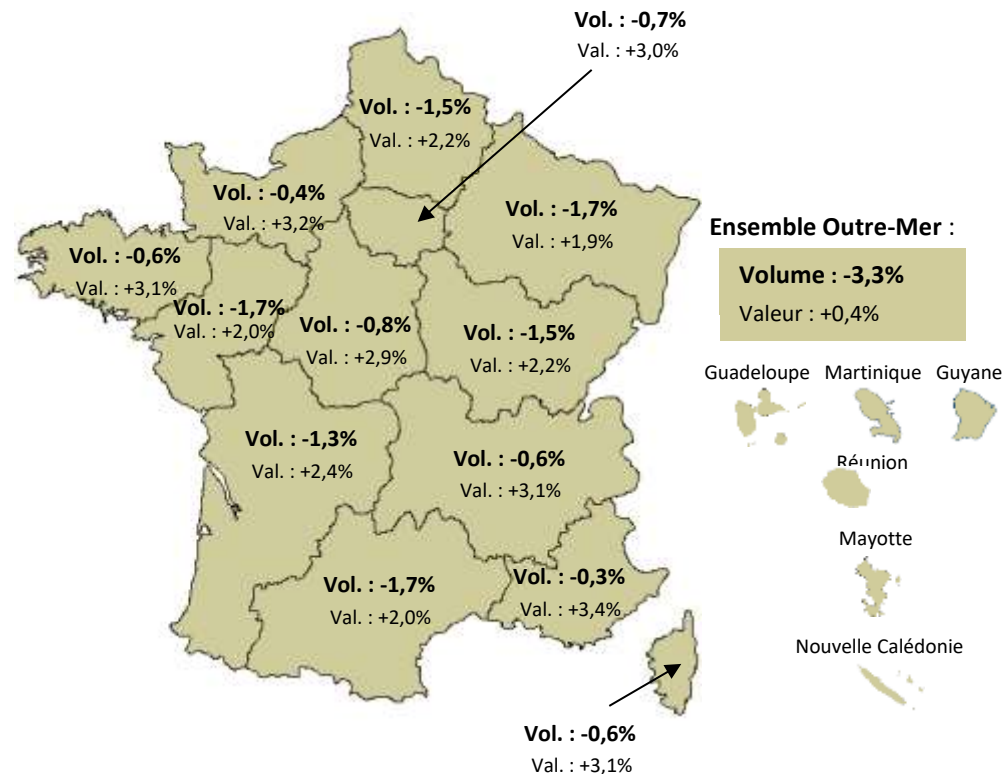 Vol. : -0,7%
Val. : +3,0%
Vol. : -1,5%
Val. : +2,2%
Vol. : -0,4%
Val. : +3,2%
Vol. : -1,7%
Val. : +1,9%
Vol. : -0,6%
Val. : +3,1%
Vol. : -1,7%
Val. : +2,0%
Vol. : -0,8%
Val. : +2,9%
Vol. : -1,5%
Val. : +2,2%
Vol. : -1,3%
Val. : +2,4%
Vol. : -0,6%
Val. : +3,1%
Vol. : -1,7%
Val. : +2,0%
Vol. : -0,3%
Val. : +3,4%
Vol. : -0,6%
Val. : +3,1%
Ensemble Outre-Mer :
Volume : -3,3%
Valeur : +0,4%
Guadeloupe Martinique Guyane
Réunion
Mayotte
Nouvelle Calédonie